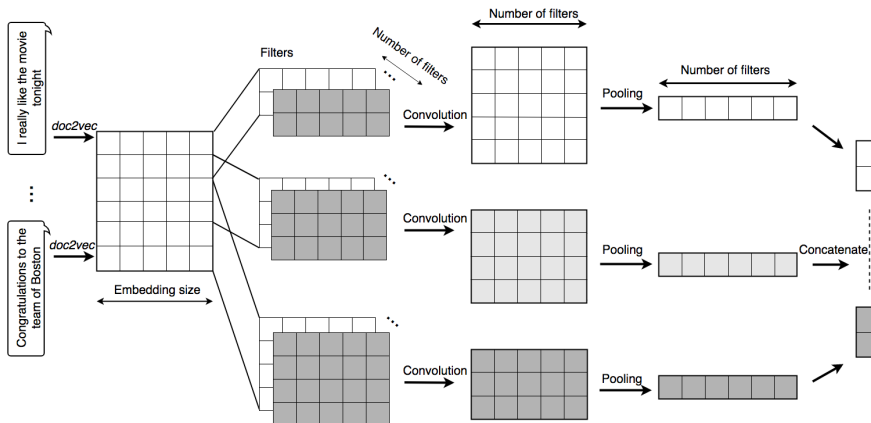 I really like the movie
tonight
doc2vec
...
Congratulations to the
team of Boston
doc2vec
Embedding size
Filters
Number of filters
...
Convolution
Number of filters
Pooling
Number of filters
...
Convolution
Pooling
Concatenate
...
Convolution
Pooling